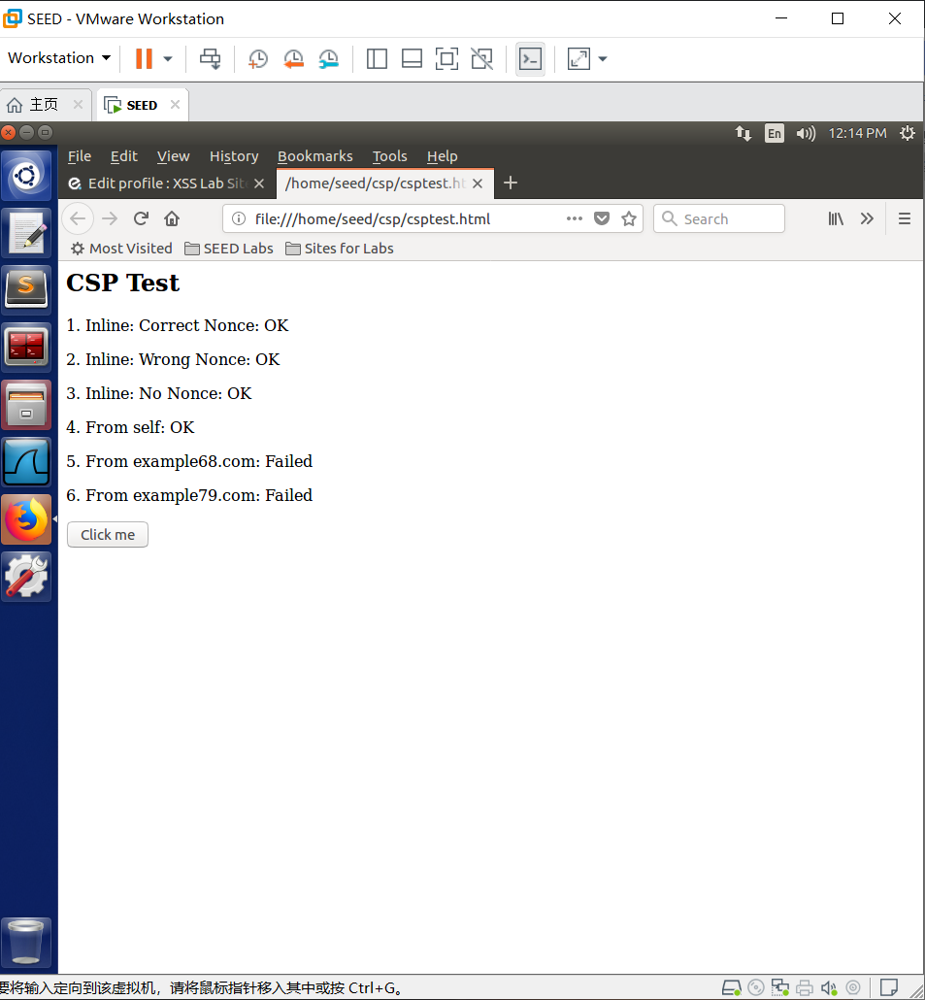 SEED - VMware Workstation
Workstation
主页 SEED
En 12:14 PM
File Edit View History Bookmarks Tools Help
Edit profile : XSS Lab Site /home/seed/csp/csptest.ht
file:///home/seed/csp/csptest.html Search
Most Visited SEED Labs Sites for Labs
CSP Test
1. Inline: Correct Nonce: OK
2. Inline: Wrong Nonce: OK
3. Inline: No Nonce: OK
4. From self: OK
5. From example68.com: Failed
6. From example79.com: Failed
Click me
要将输入定向到该虚拟机，请将鼠标指针移入其中或按 Ctrl+G。